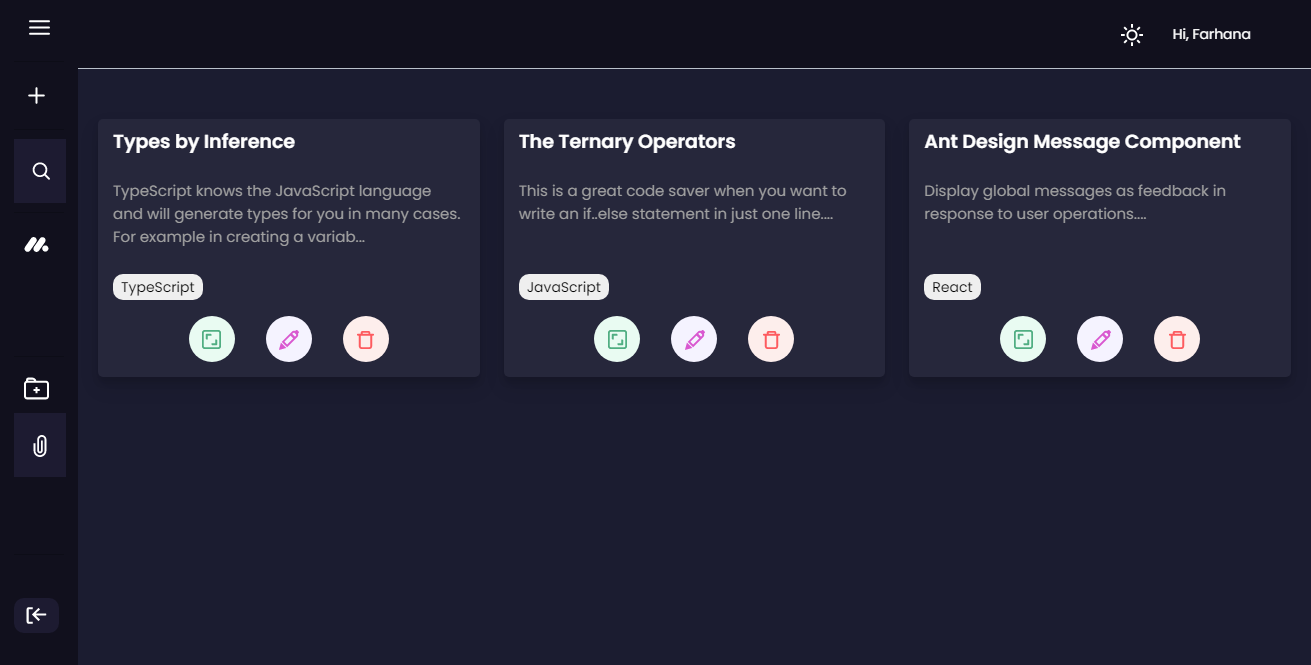 Hi, Farhana
Types by Inference
TypeScript knows the JavaScript language
and will generate types for you in many cases.
For example in creating a variab...
TypeScript
The Ternary Operators
This is a great code saver when you want to
write an if..else statement in just one line....
JavaScript
Ant Design Message Component
Display global messages as feedback in
response to user operations....
React